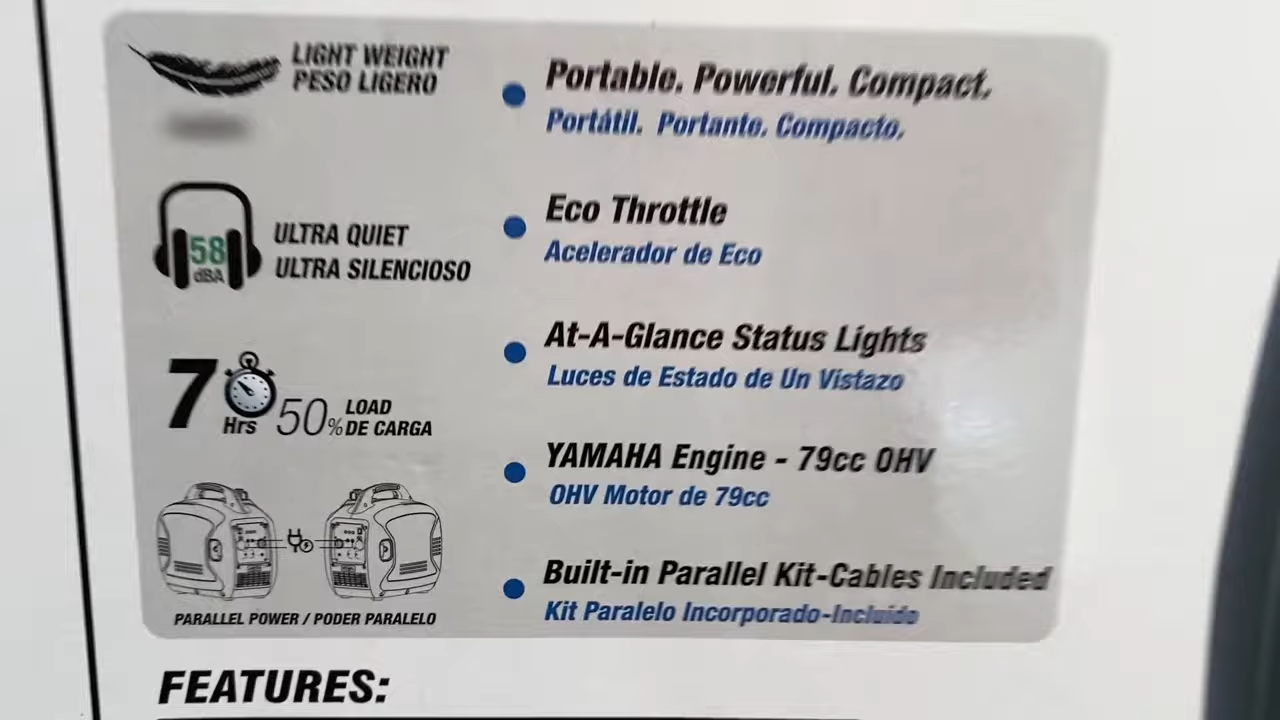 LIGHT WEIGHT
PESO LIGERO
58
dBA
ULTRA QUIET
ULTRA SILENCIOSO
7
Hrs
50%
LOAD
DE CARGA
PARALLEL POWER / PODER PARALELO
Portable. Powerful. Compact.
Portátil. Portante. Compacto.
Eco Throttle
Acelerador de Eco
At-A-Glance Status Lights
Luces de Estado de Un Vistazo
YAMAHA Engine - 79cc OHV
OHV Motor de 79cc
Built-in Parallel Kit-Cables Included
Kit Paralelo Incorporado-Incluido
FEATURES: